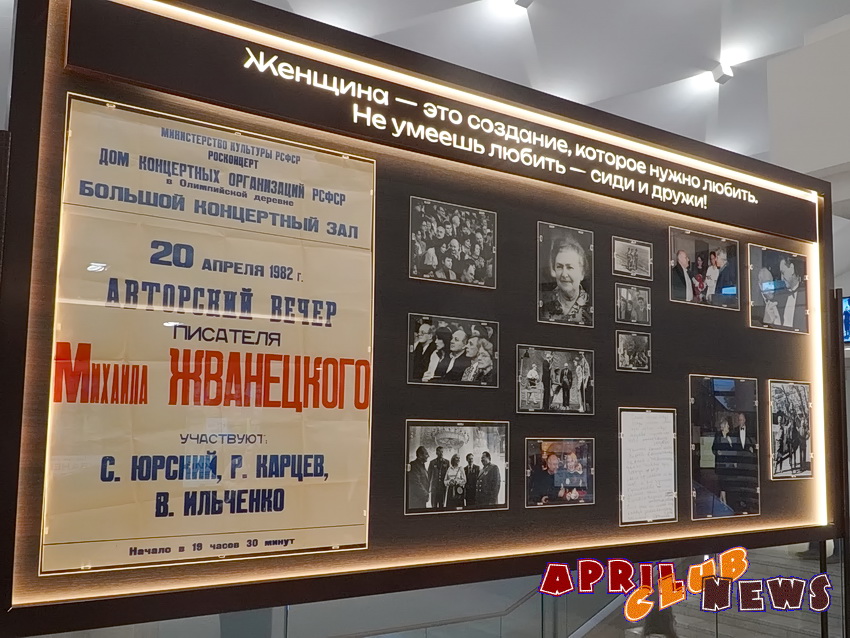 Женщина — это создание, которое нужно любить.
Не умеешь любить — сиди и дружи!
МИНИСТЕРСТВО КУЛЬТУРЫ РСФСР
РОСКОНЦЕРТ
ДОМ КОНЦЕРТНЫХ ОРГАНИЗАЦИЙ РСФСР
в Олимпийской деревне
БОЛЬШОЙ КОНЦЕРТНЫЙ ЗАЛ
20 АПРЕЛЯ 1982 г.
АВТОРСКИЙ ВЕЧЕР
ПИСАТЕЛЯ
Михаила ЖВАНЕЦКОГО
УЧАСТВУЮТ:
С. ЮРСКИЙ, Р. КАРЦЕВ,
В. ИЛЬЧЕНКО
Начало в 19 часов 30 минут
APRIL CLUB NEWS